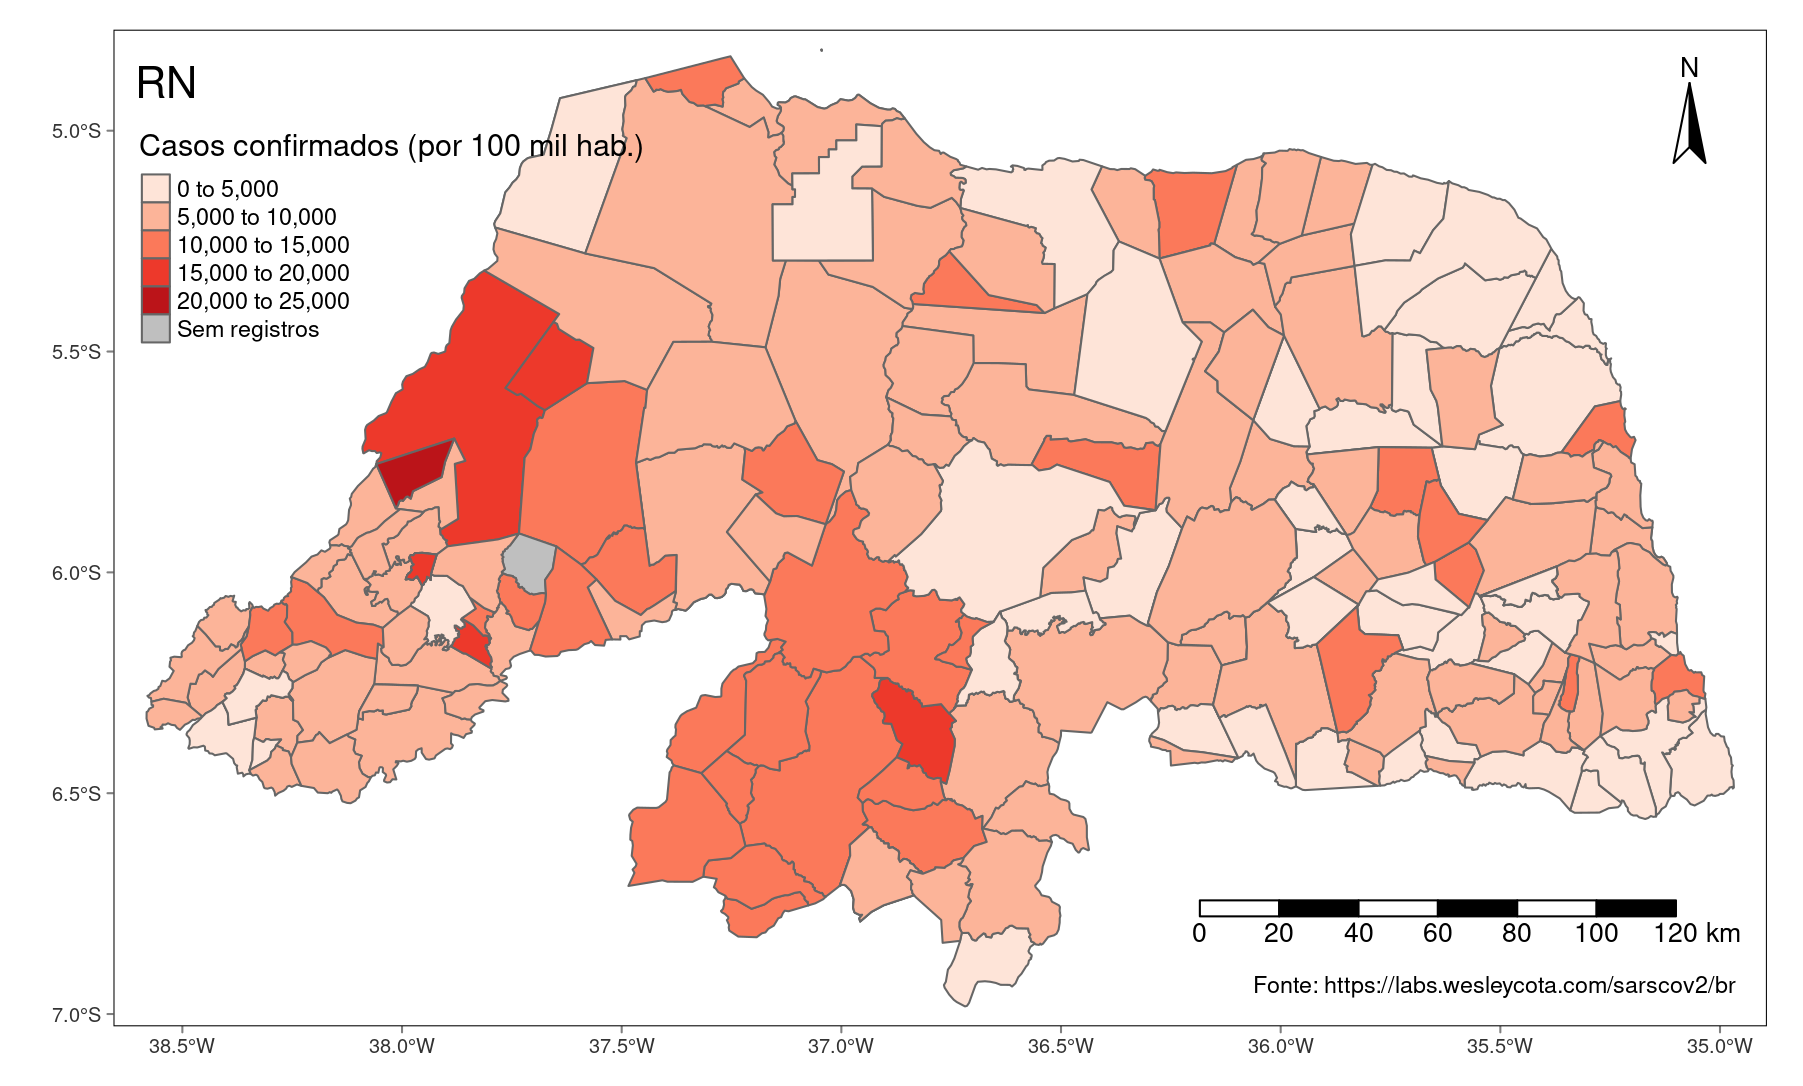 RN
N
Casos confirmados (por 100 mil hab.)
0 to 5,000
5,000 to 10,000
10,000 to 15,000
15,000 to 20,000
20,000 to 25,000
Sem registros
5.0°S
5.5°S
6.0°S
6.5°S
7.0°S
0 20 40 60 80 100 120 km
Fonte: https://labs.wesleycota.com/sarscov2/br
38.5°W 38.0°W 37.5°W 37.0°W 36.5°W 36.0°W 35.5°W 35.0°W